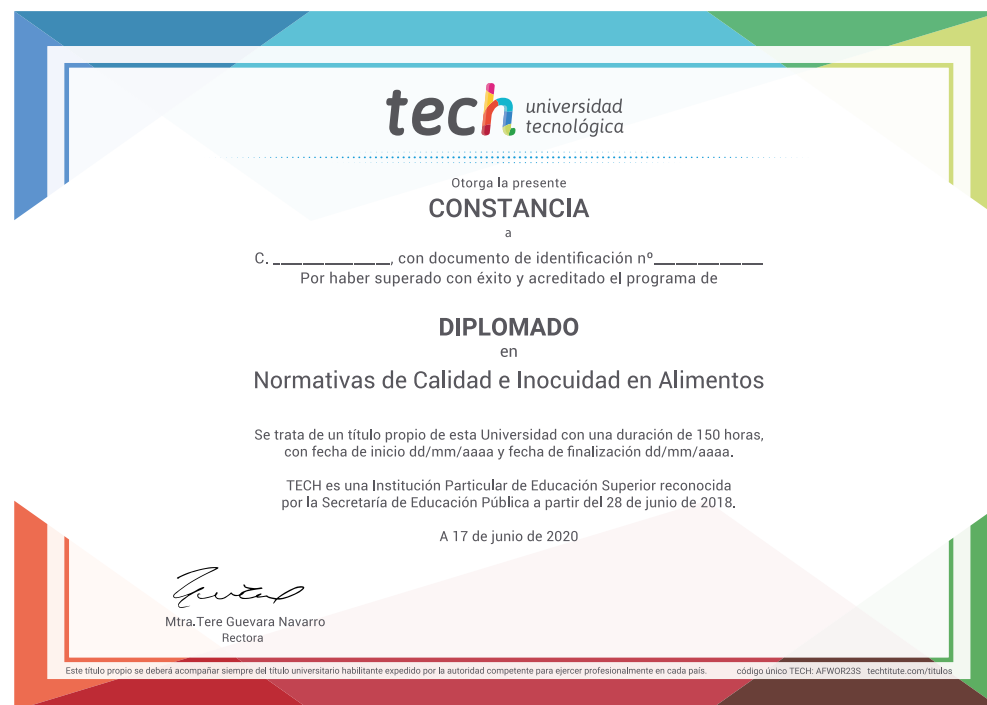 tech universidad
tecnológica
Otorga la presente
CONSTANCIA
a
C. ______________, con documento de identificación nº_____________
Por haber superado con éxito y acreditado el programa de
DIPLOMADO
en
Normativas de Calidad e Inocuidad en Alimentos
Se trata de un título propio de esta Universidad con una duración de 150 horas,
con fecha de inicio dd/mm/aaaa y fecha de finalización dd/mm/aaaa.
TECH es una Institución Particular de Educación Superior reconocida
por la Secretaría de Educación Pública a partir del 28 de junio de 2018.
A 17 de junio de 2020
Mtra.Tere Guevara Navarro
Rectora
Este título propio se deberá acompañar siempre del título universitario habilitante expedido por la autoridad competente para ejercer profesionalmente en cada país. código único TECH: AFWOR23S techtitute.com/titulos